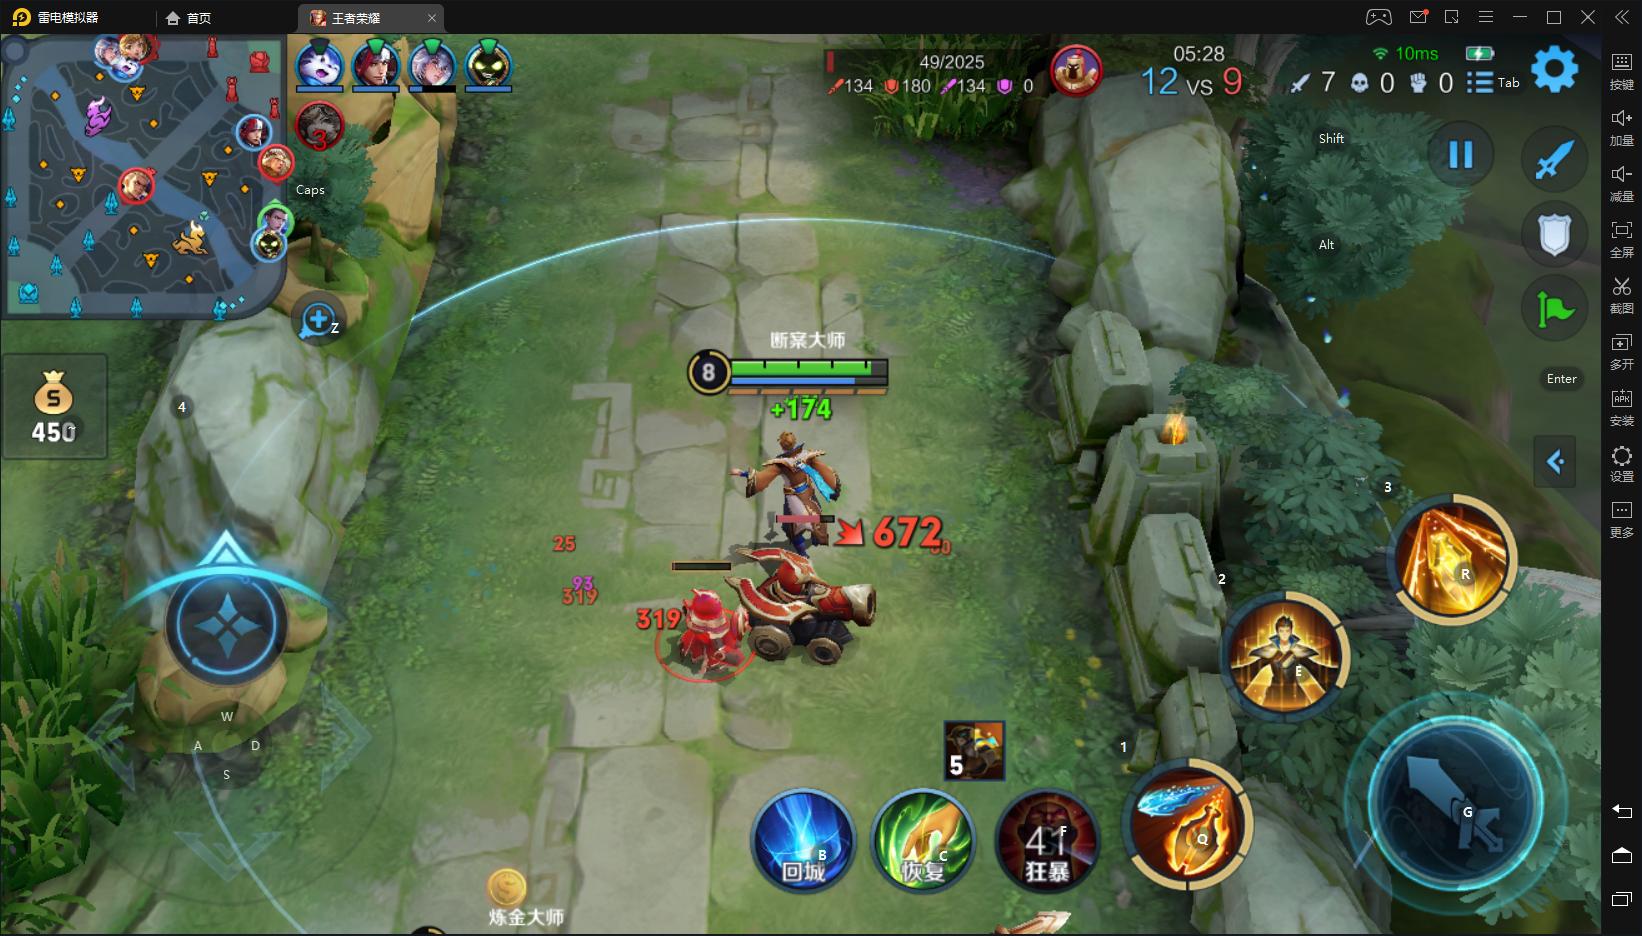 雷电模拟器
首页
王者荣耀
按键
加量
减量
全屏
截图
多开
安装
设置
更多
49/2025
134 180 134 0
05:28
12 VS 9
10ms
7 0 0 Tab
Shift
Alt
Enter
Caps
3
Z
450
4
断案大师
8
+174
672
25
93
319
319
3
R
2
E
W
A D
S
1
5
B
回城
C
恢复
F
41
狂暴
Q
G
炼金大师